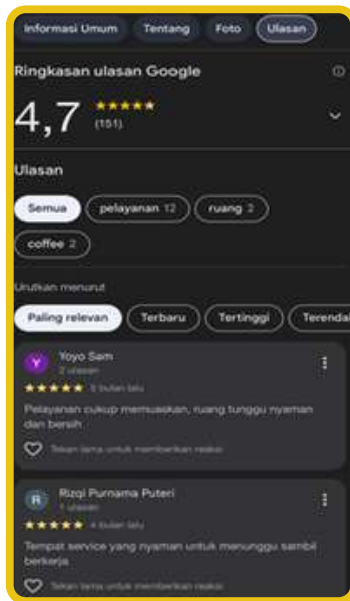 Informasi Umum Tentang Foto Ulasan
Ringkasan ulasan Google
4,7
(151)
Ulasan
Semua pelayanan 12 ruang 2
coffee 2
Urutkan menurut
Paling relevan Terbaru Tertinggi Terendah
Y Yoyo Sam
2 ulasan
5 bulan lalu
Pelayanan cukup memuaskan, ruang tunggu nyaman
dan bersih
Tekan lama untuk memberikan reaksi
R Rizqi Purnama Puteri
1 ulasan
4 bulan lalu
Tempat service yang nyaman untuk menunggu sambil
berkerja
Tekan lama untuk memberikan reaksi